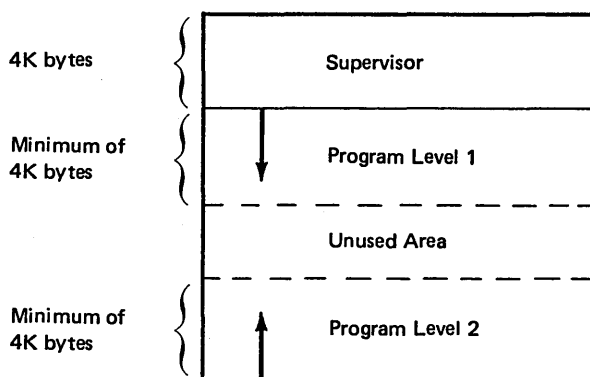 4K bytes
Supervisor
Minimum of
4K bytes
Program Level 1
Unused Area
Minimum of
4K bytes
Program Level 2